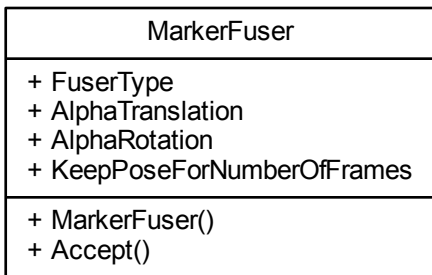 MarkerFuser
+ FuserType
+ AlphaTranslation
+ AlphaRotation
+ KeepPoseForNumberOfFrames
+ MarkerFuser()
+ Accept()